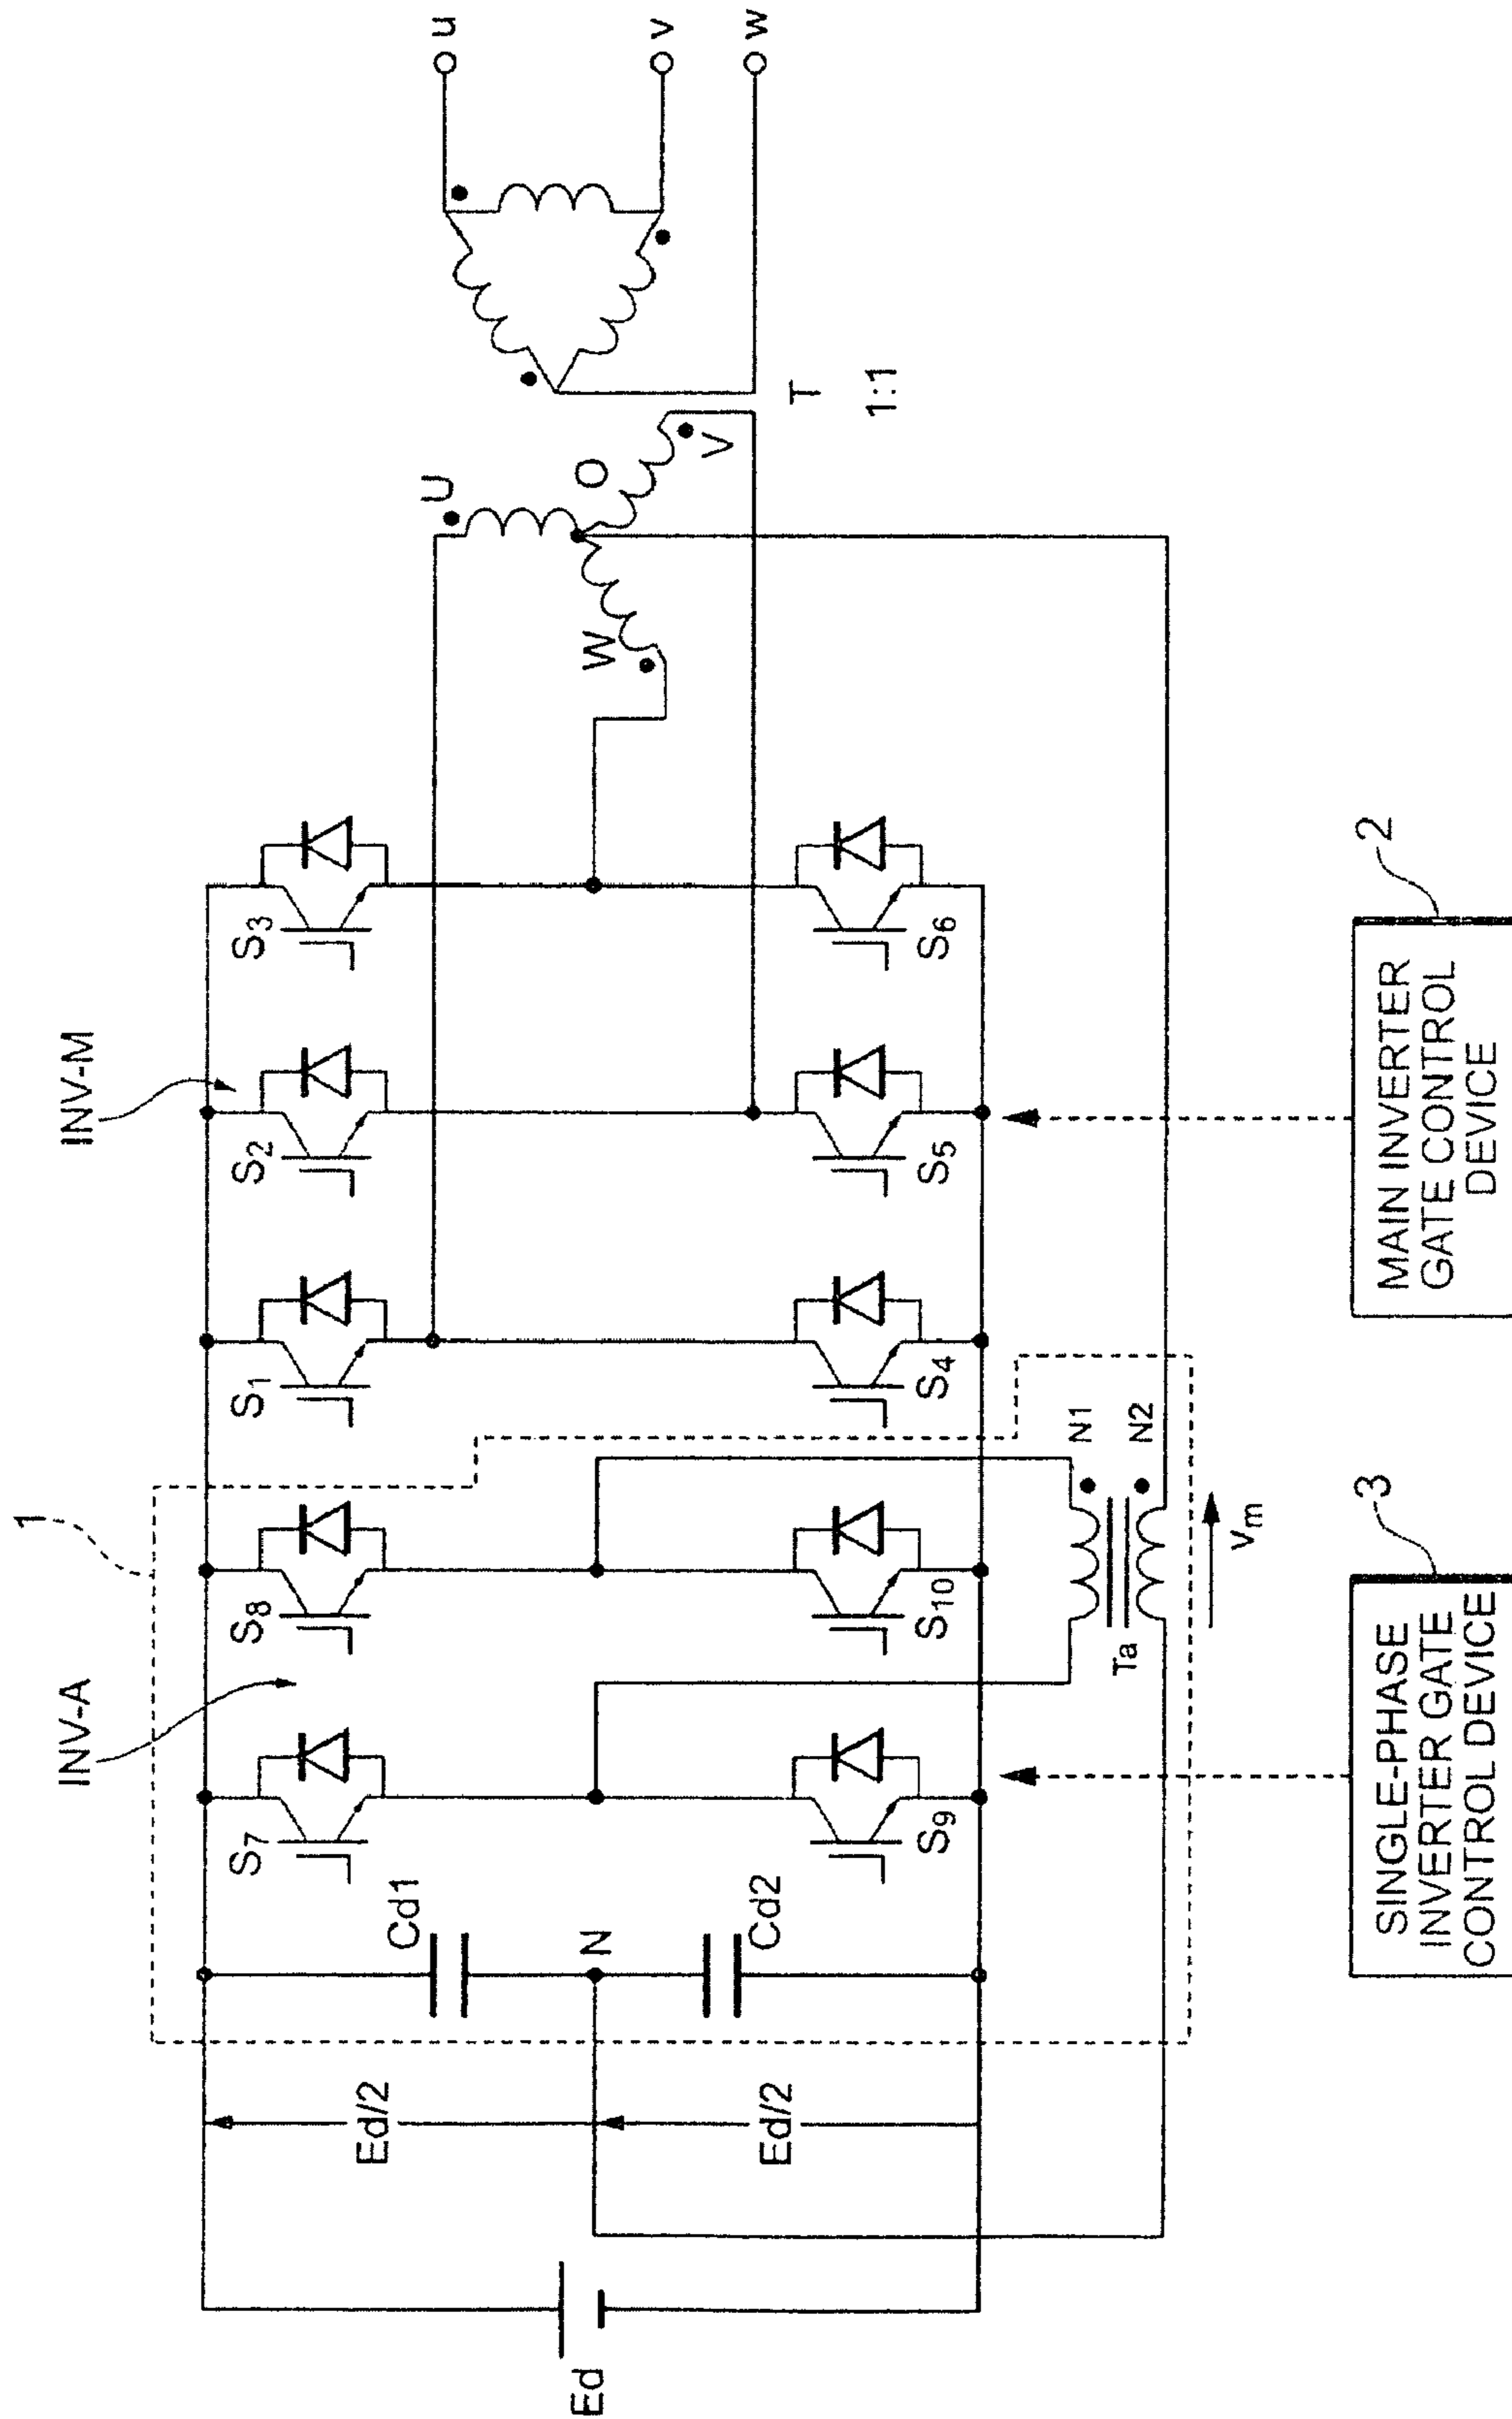 1
INV-A
INV-M
S7
S8
S1
S2
S3
U
u
Cd1
Ed/2
Ed
N
O
W
V
v
Ed/2
Cd2
w
T
1:1
S9
S10
S4
S5
S6
N1
Ta
N2
vm
3
SINGLE-PHASE
INVERTER GATE
CONTROL DEVICE
2
MAIN INVERTER
GATE CONTROL
DEVICE